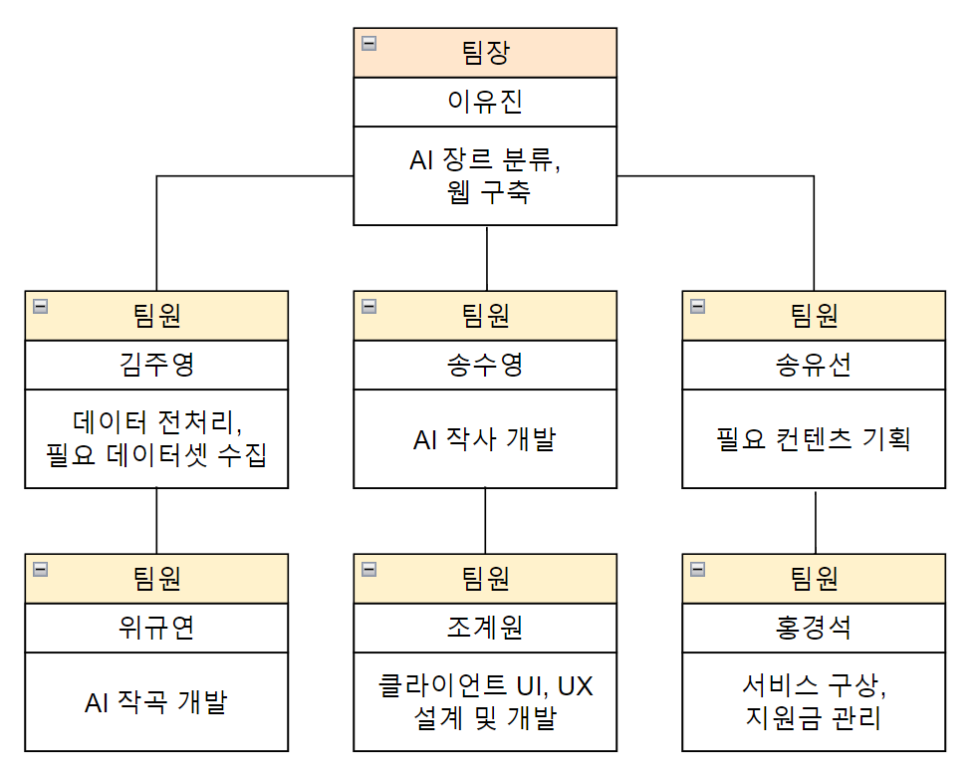 팀장
이유진
AI 장르 분류,
웹 구축
팀원
김주영
데이터 전처리,
필요 데이터셋 수집
팀원
송수영
AI 작사 개발
팀원
송유선
필요 컨텐츠 기획
팀원
위규연
AI 작곡 개발
팀원
조계원
클라이언트 UI, UX
설계 및 개발
팀원
홍경석
서비스 구상,
지원금 관리